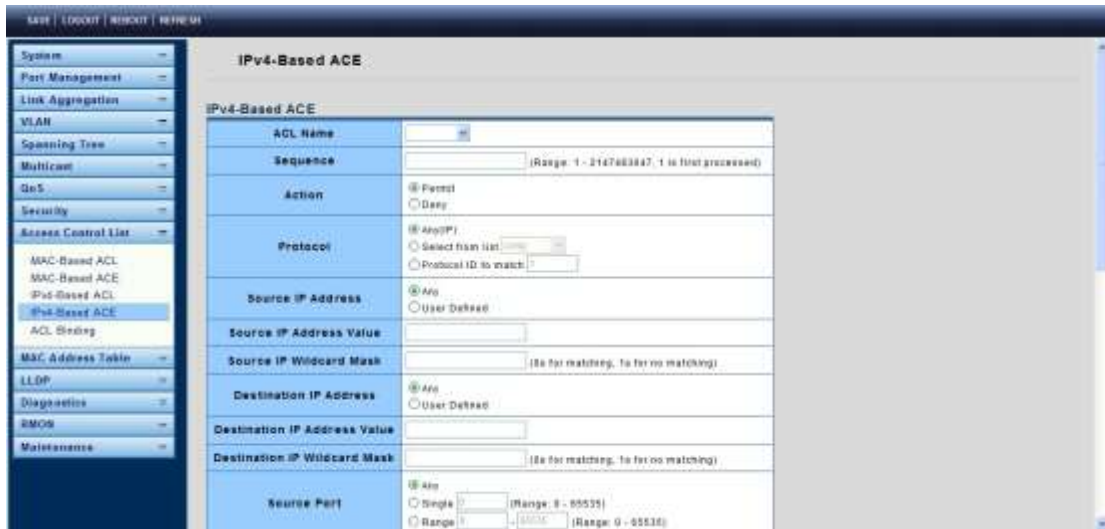 SAVE | LOGOUT | REBOOT | REFRESH
System
Port Management
Link Aggregation
VLAN
Spanning Tree
Multicast
QoS
Security
Access Control List
MAC-Based ACL
MAC-Based ACE
IPv4-Based ACL
IPv4-Based ACE
ACL Binding
MAC Address Table
LLDP
Diagnostics
RMON
Maintenance
IPv4-Based ACE
IPv4-Based ACE
ACL Name
Sequence (Range: 1 - 2147483647, 1 is first processed)
Action
Permit
Deny
Protocol
Any(IP)
Select from list
Protocol ID to match
Source IP Address
Any
User Defined
Source IP Address Value
Source IP Wildcard Mask (0s for matching, 1s for no matching)
Destination IP Address
Any
User Defined
Destination IP Address Value
Destination IP Wildcard Mask (0s for matching, 1s for no matching)
Source Port
Any
Single 0 (Range: 0 - 65535)
Range 0 - 65535 (Range: 0 - 65535)